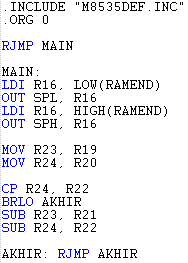 .INCLUDE "M8535DEF.INC"
.ORG 0
RJMP MAIN
MAIN:
LDI R16, LOW(RAMEND)
OUT SPL, R16
LDI R16, HIGH(RAMEND)
OUT SPH, R16
MOV R23, R19
MOV R24, R20
CP R24, R22
BRLO AKHIR
SUB R23, R21
SUB R24, R22
AKHIR: RJMP AKHIR